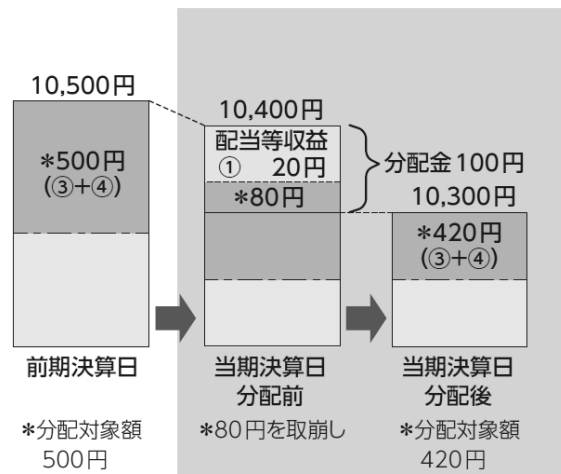 10,500円
*500円
(③+④)
前期決算日
*分配対象額
500円
10,400円
配当等収益
① 20円
*80円
分配金100円
当期決算日
分配前
*80円を取崩し
10,300円
*420円
(③+④)
当期決算日
分配後
*分配対象額
420円